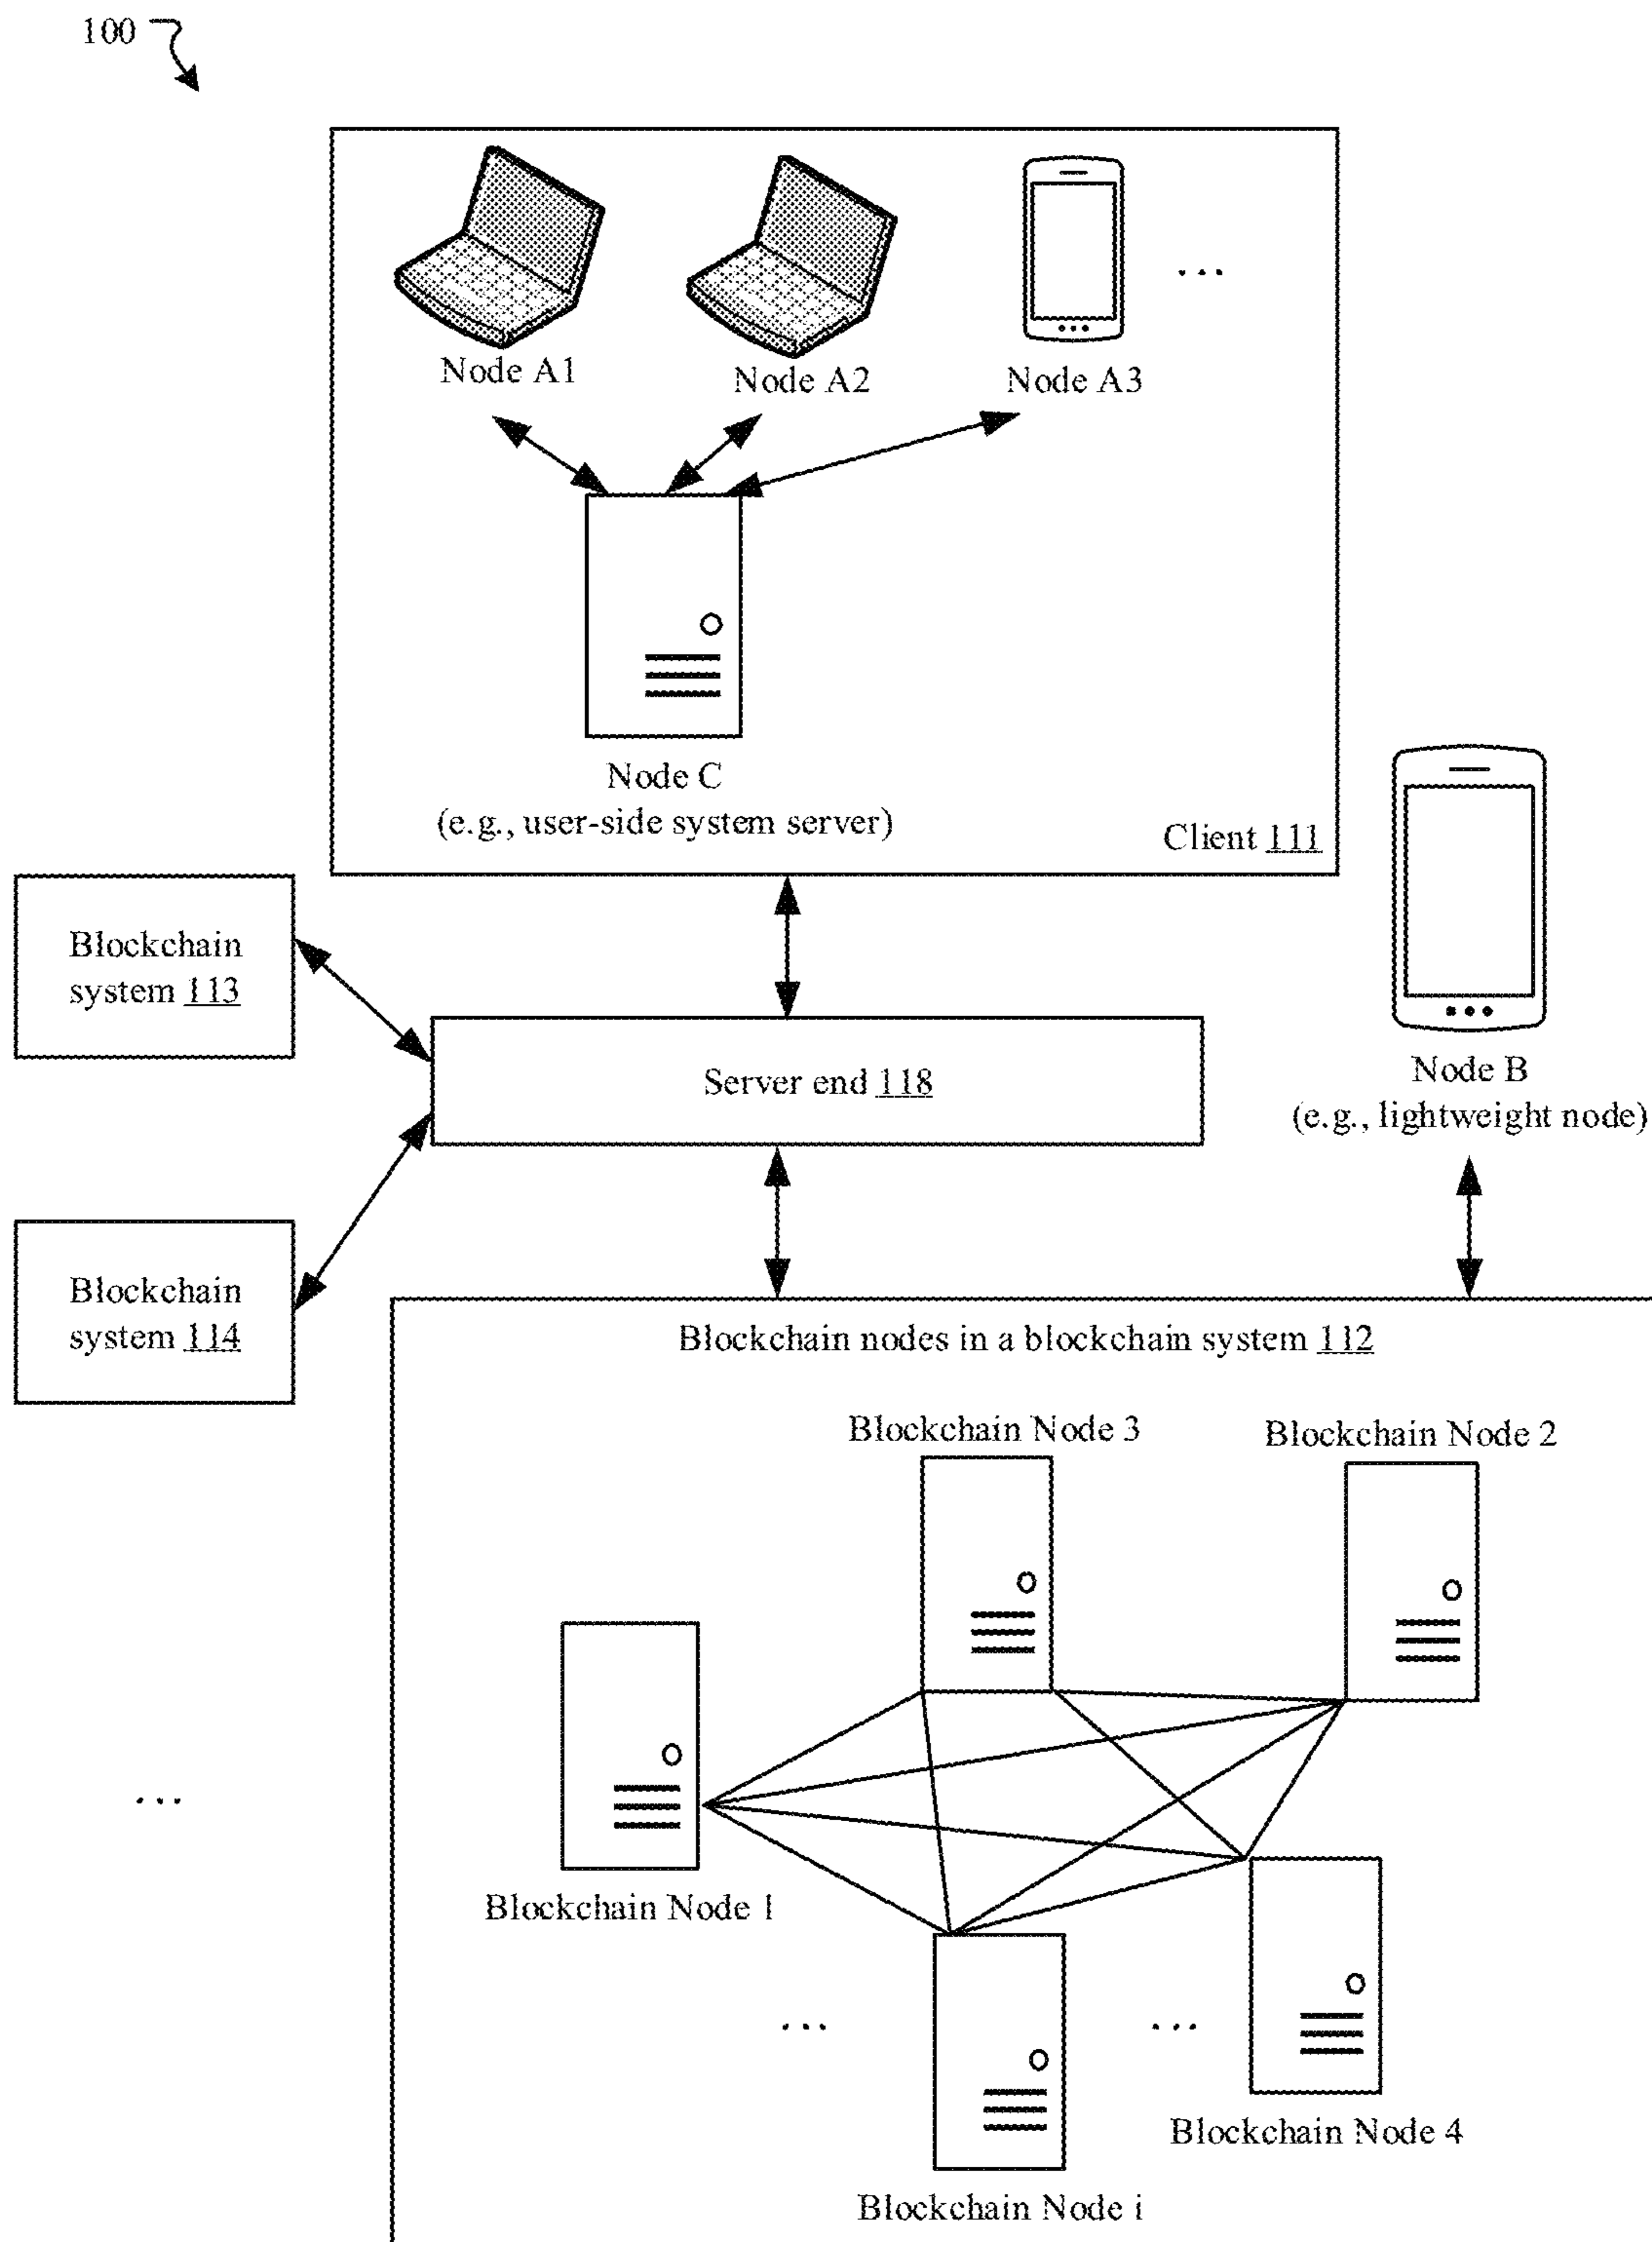 100
Node A1
Node A2
Node A3
...
Node C
(e.g., user-side system server)
Client 111
Blockchain
system 113
Server end 118
Node B
(e.g., lightweight node)
Blockchain
system 114
Blockchain nodes in a blockchain system 112
Blockchain Node 3
Blockchain Node 2
...
Blockchain Node 1
...
...
Blockchain Node 4
Blockchain Node i